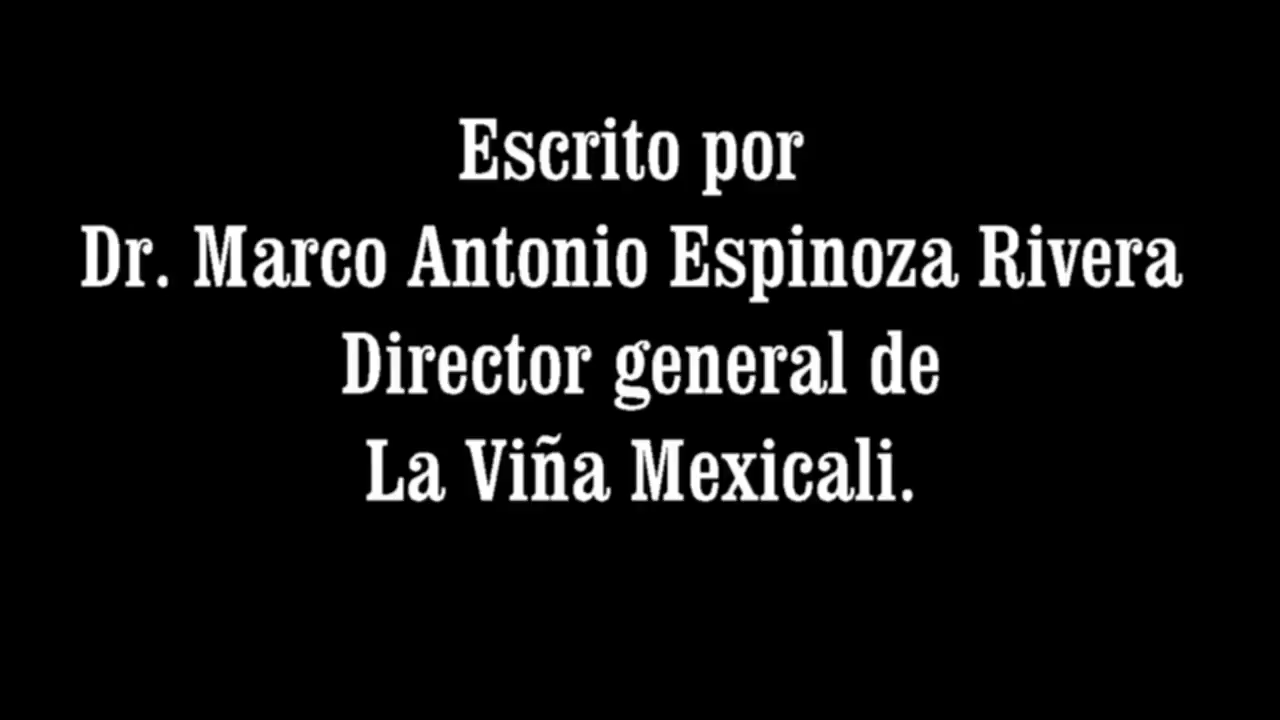 Escrito por
Dr. Marco Antonio Espinoza Rivera
Director general de
La Viña Mexicali.